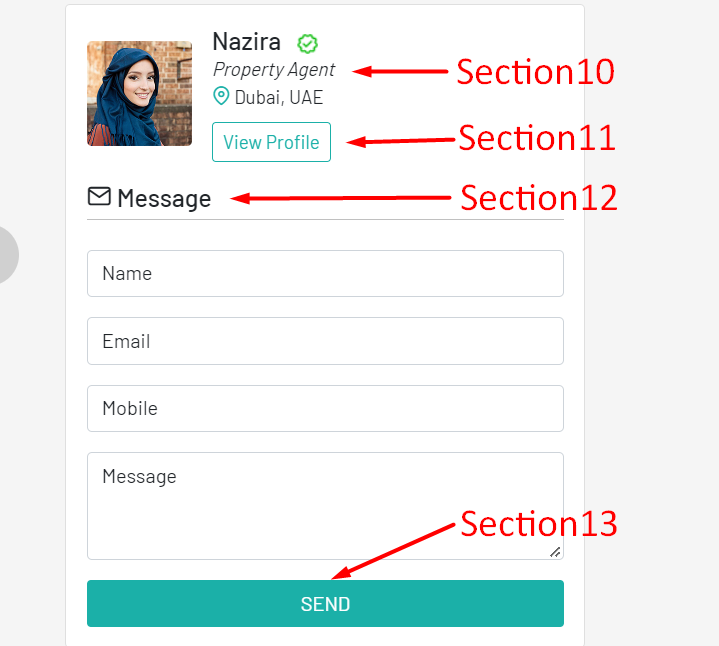 Nazira
Property Agent
Section10
Dubai, UAE
View Profile
Section11
Message
Section12
Name
Email
Mobile
Message
Section13
SEND